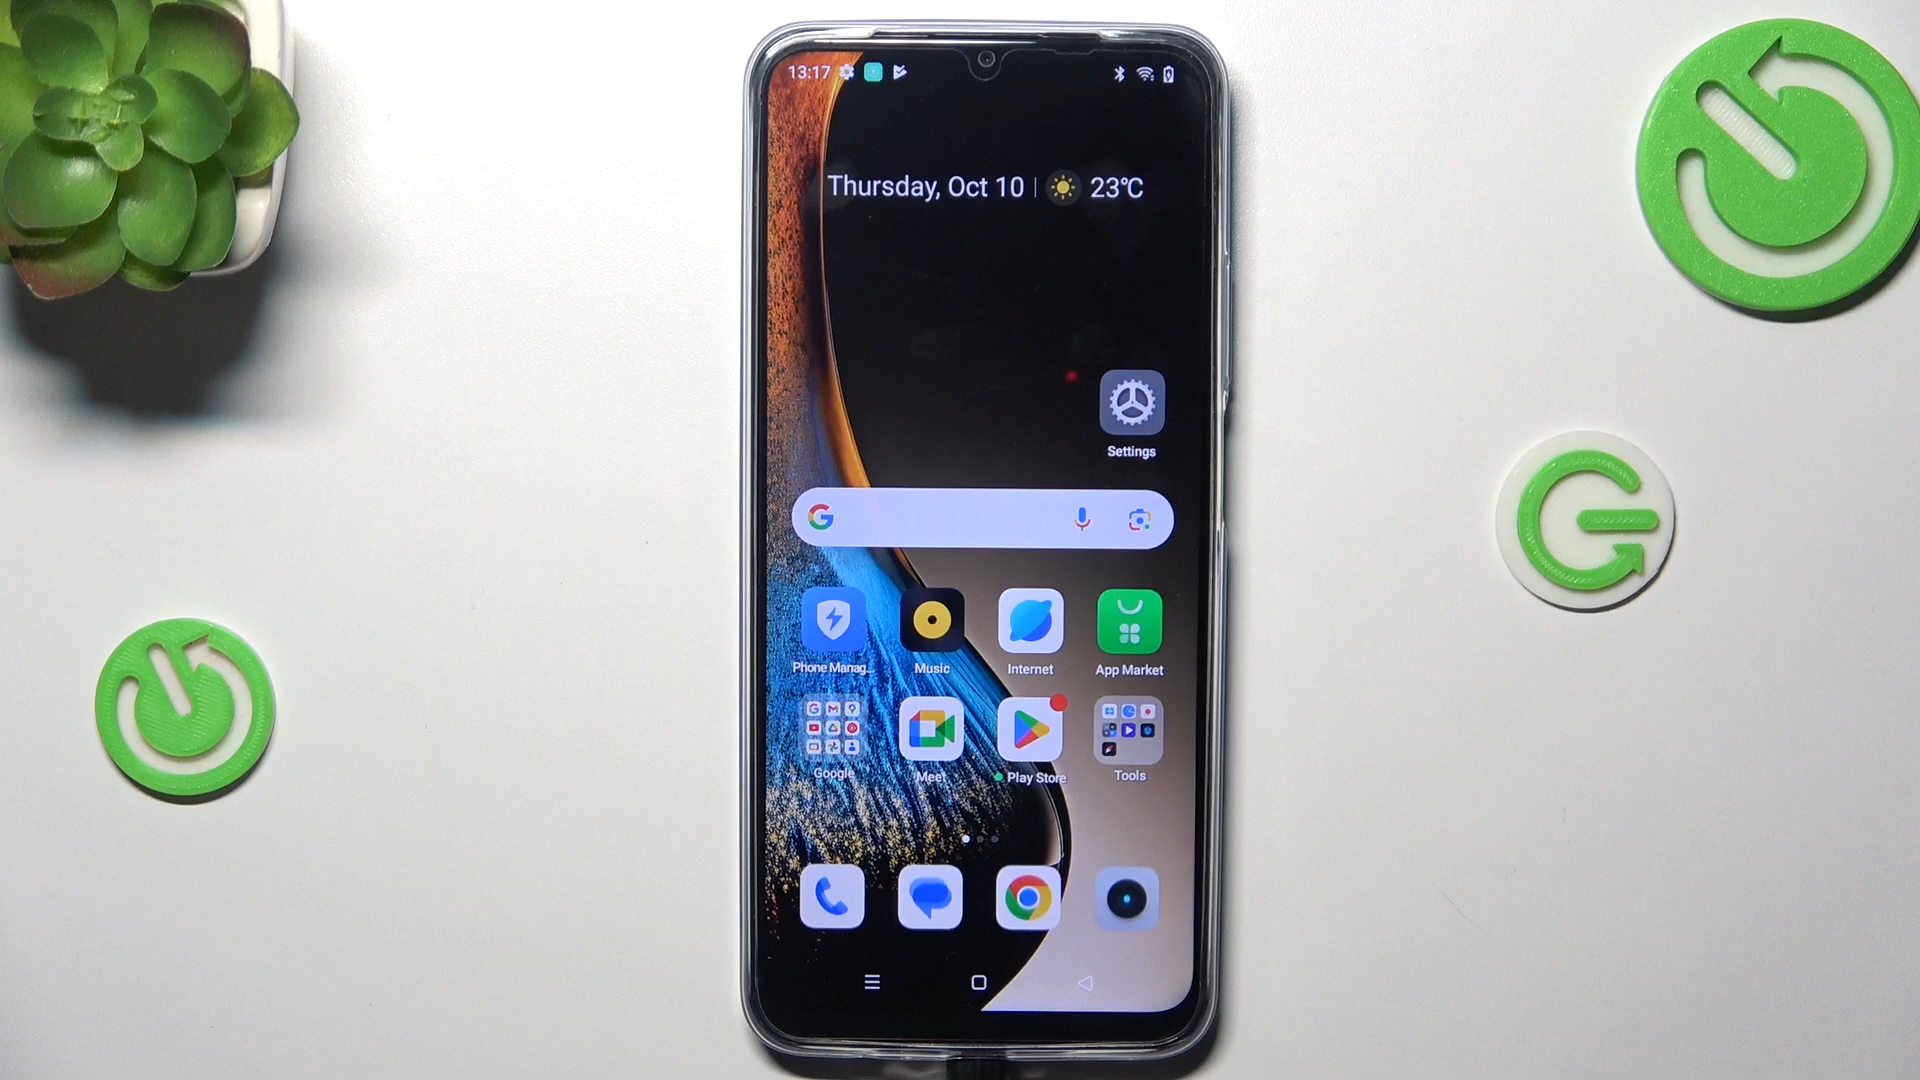 13:17
Thursday, Oct 10 | 23°C
Settings
Phone Manag... Music Internet App Market
Google Meet Play Store Tools